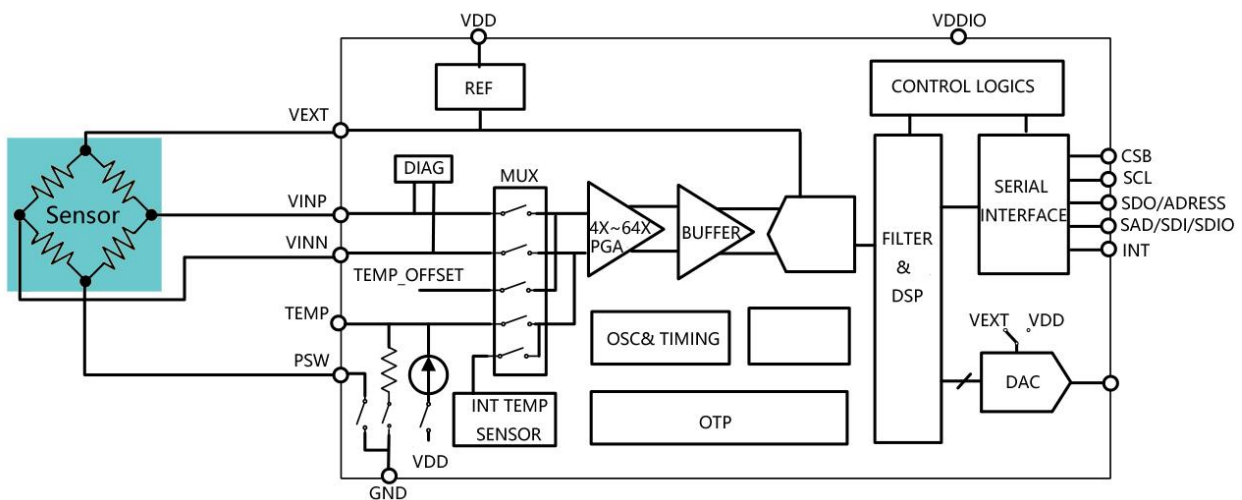 VDD
VDDIO
REF
CONTROL LOGICS
VEXT
DIAG
MUX
CSB
SCL
Sensor
VINP
SERIAL
INTERFACE
SDO/ADRESS
SAD/SDI/SDIO
INT
4X~64X
PGA
BUFFER
VINN
FILTER
&
DSP
TEMP_OFFSET
TEMP
OSC& TIMING
VEXT
VDD
PSW
DAC
INT TEMP
SENSOR
OTP
VDD
GND